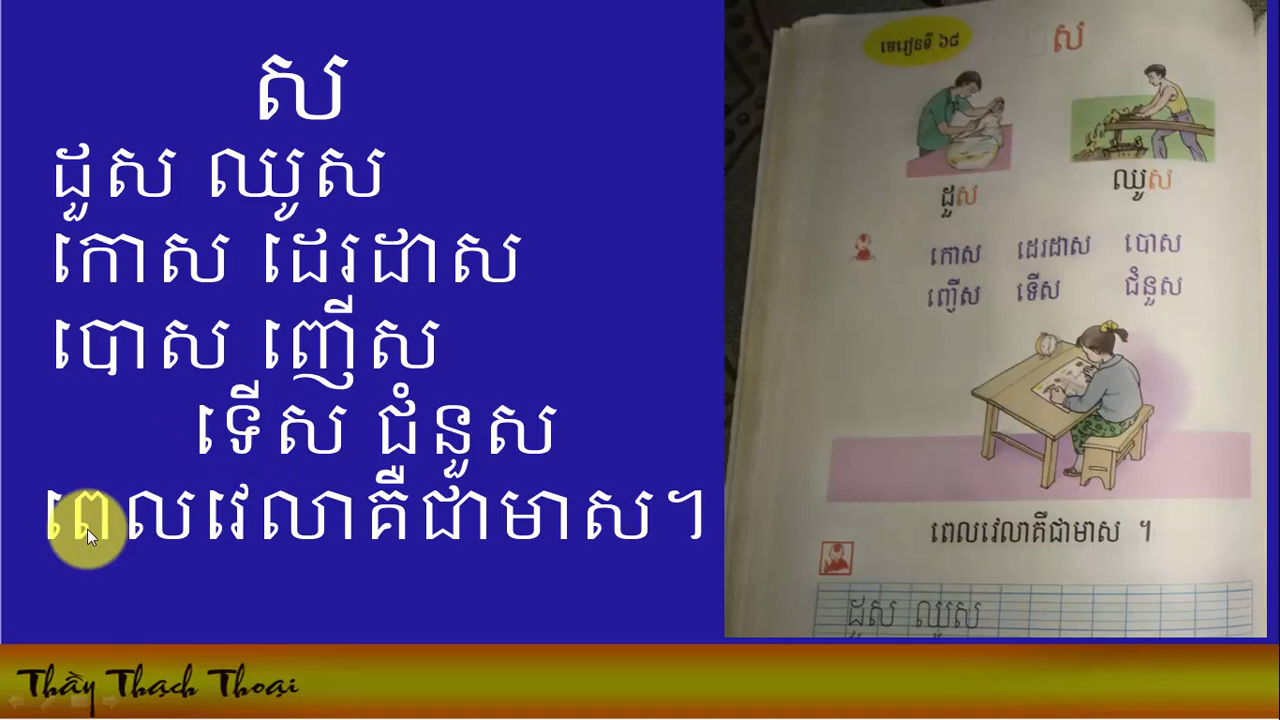 ស
ដួស ឈូស
កោស ដេរដាស
បោស ញើស
ទើស ជំនួស
ពេលវេលាគឺជាមាស។
Thầy Thạch Thoại
មេរៀនទី ៦៨
ស
ដួស ឈូស
កោស ដេរដាស បោស
ញើស ទើស ជំនួស
ពេលវេលាគឺជាមាស ។
ដួស ឈូស